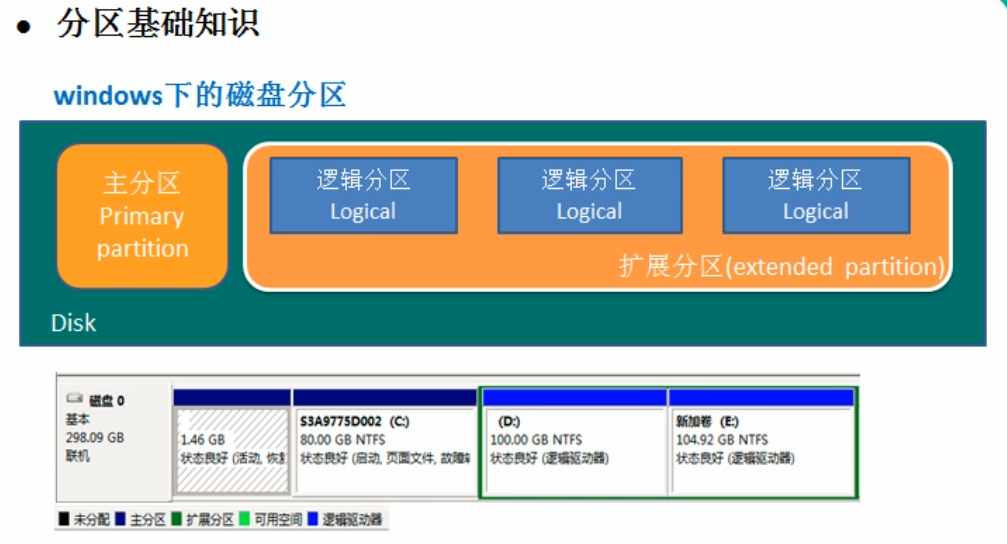 ● 分区基础知识
windows下的磁盘分区
主分区
Primary
partition
逻辑分区
Logical
逻辑分区
Logical
逻辑分区
Logical
扩展分区(extended partition)
Disk
磁盘 0
基本
298.09 GB
联机
1.46 GB
状态良好 (活动, 恢复
S3A9775D002 (C:)
80.00 GB NTFS
状态良好 (启动, 页面文件, 故障转
(D:)
100.00 GB NTFS
状态良好 (逻辑驱动器)
新加卷 (E:)
104.92 GB NTFS
状态良好 (逻辑驱动器)
未分配 主分区 扩展分区 可用空间 逻辑驱动器